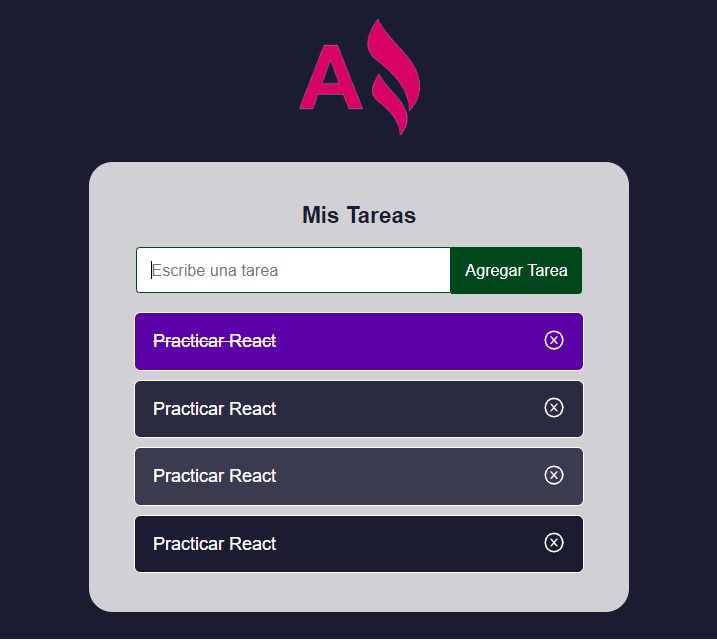 A
Mis Tareas
Escribe una tarea
Agregar Tarea
Practicar React
Practicar React
Practicar React
Practicar React